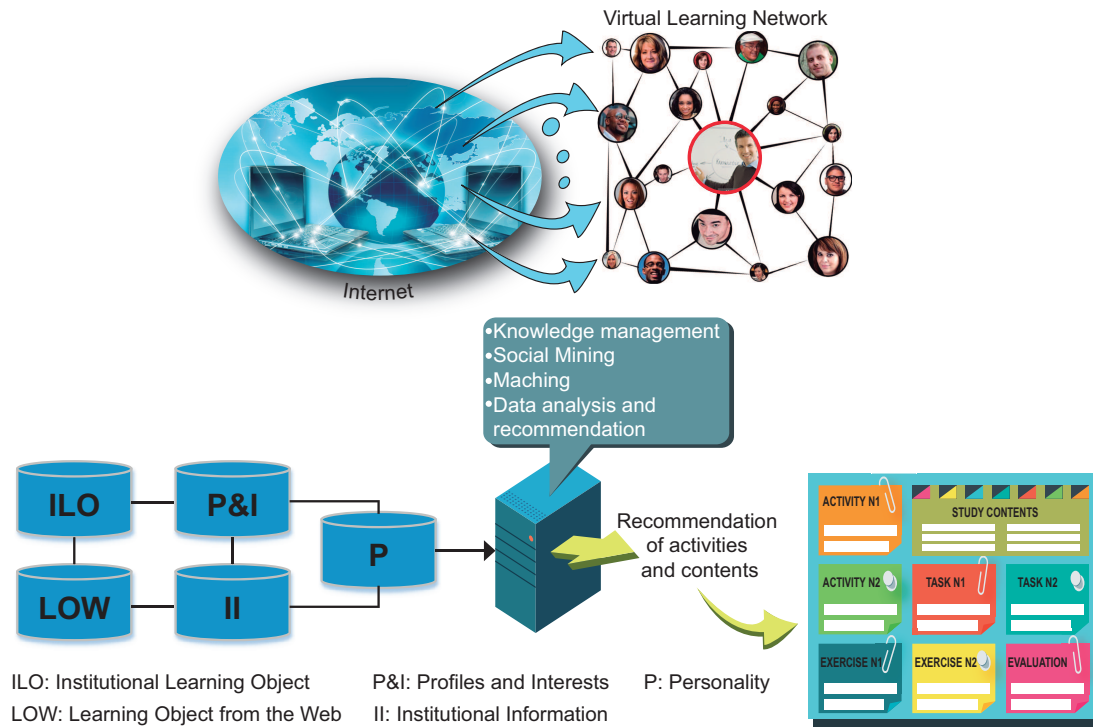 Virtual Learning Network
Internet
•Knowledge management
•Social Mining
•Maching
•Data analysis and
recommendation
ILO
P&I
P
LOW
II
Recommendation
of activities
and contents
ACTIVITY N1
STUDY CONTENTS
ACTIVITY N2
TASK N1
TASK N2
EXERCISE N1
EXERCISE N2
EVALUATION
ILO: Institutional Learning Object
P&I: Profiles and Interests
P: Personality
LOW: Learning Object from the Web
II: Institutional Information